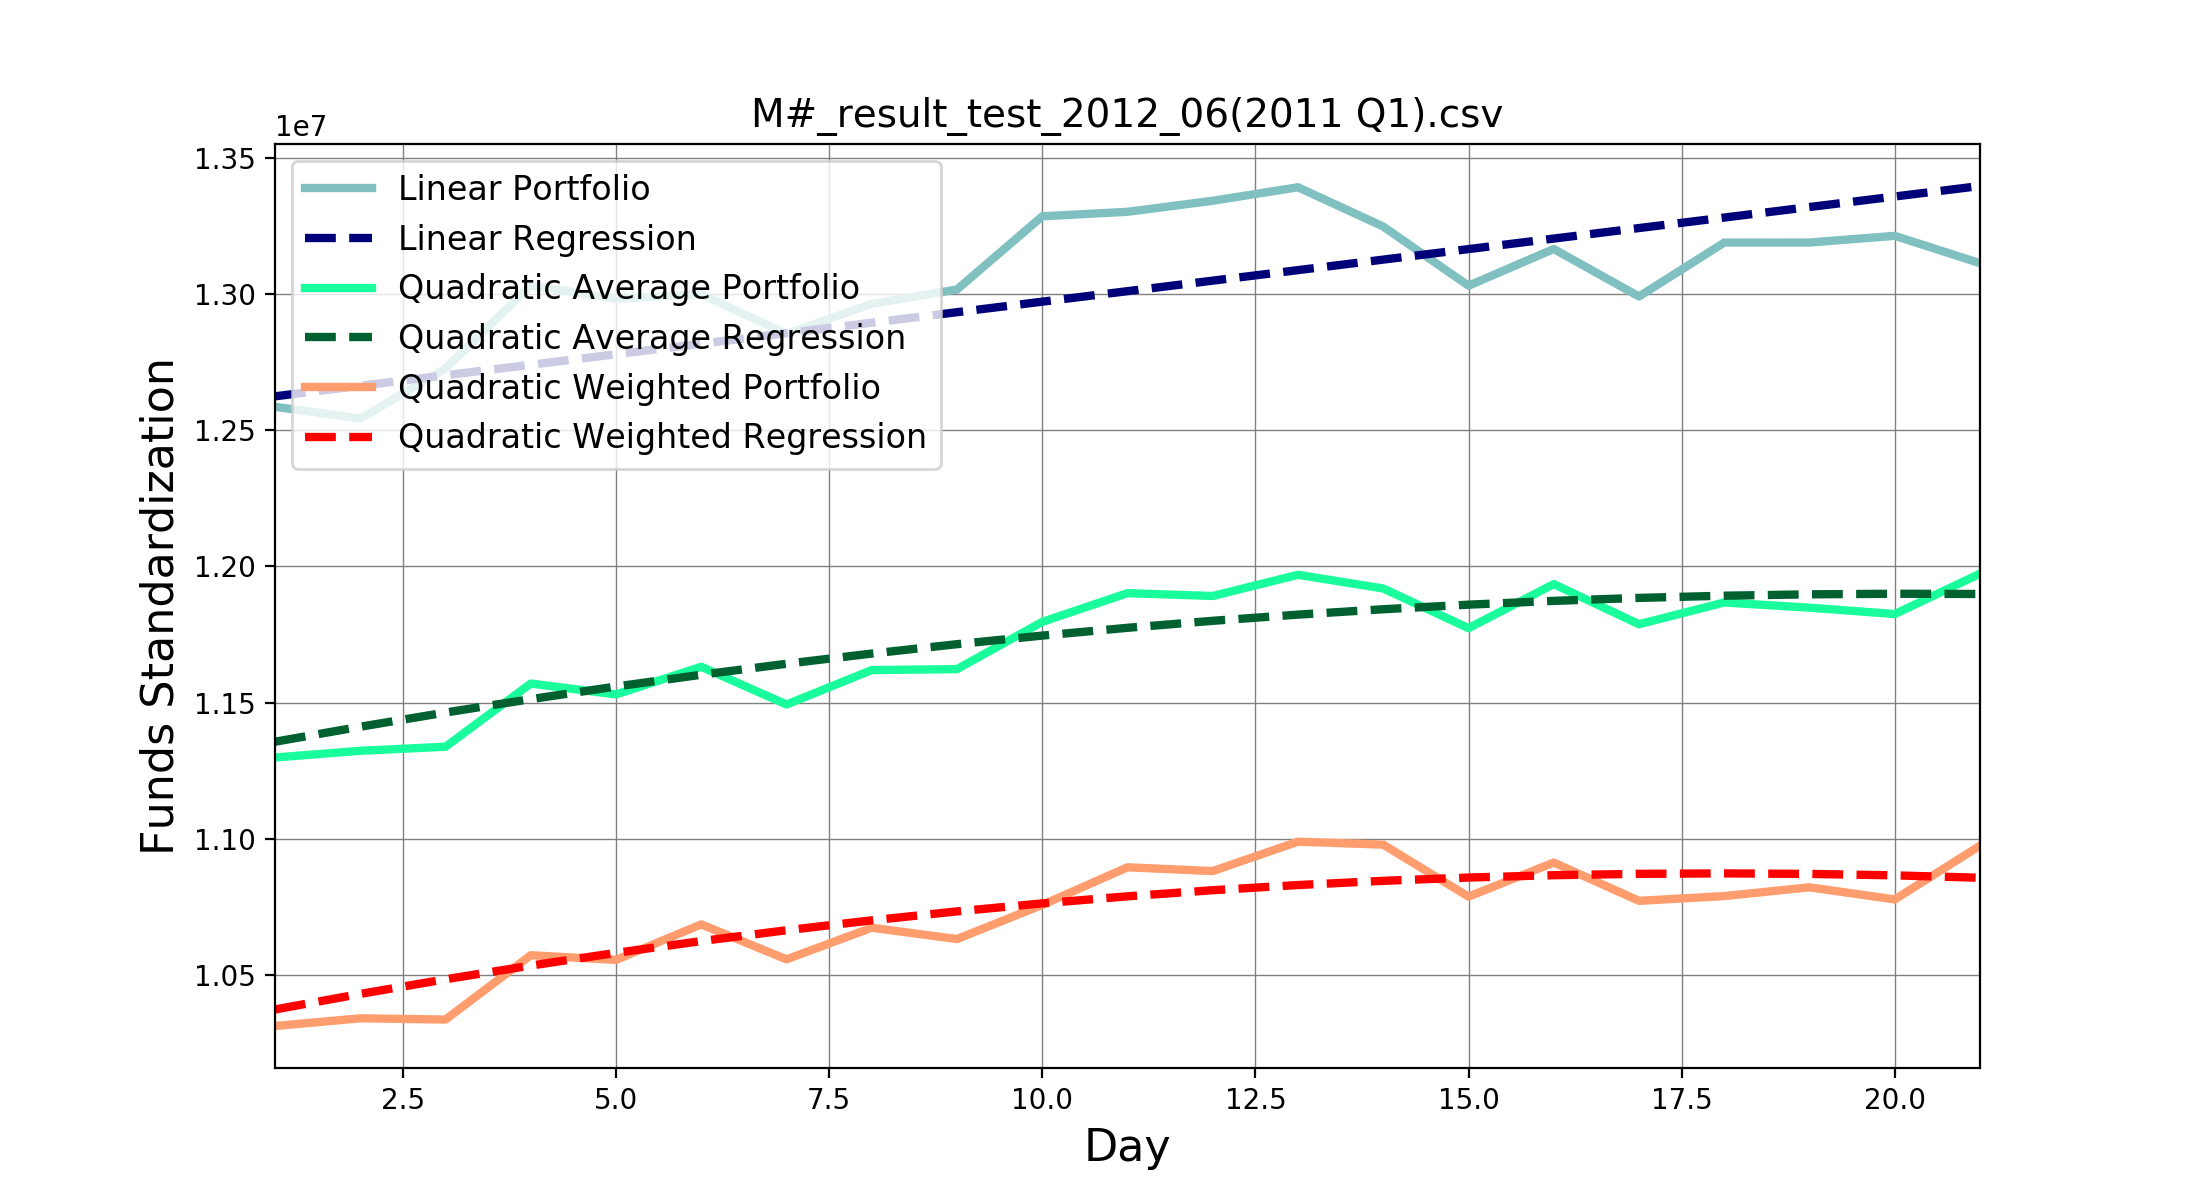 M#_result_test_2012_06(2011 Q1).csv
1e7
1.35
1.30
1.25
1.20
1.15
1.10
1.05
Funds Standardization
Linear Portfolio
Linear Regression
Quadratic Average Portfolio
Quadratic Average Regression
Quadratic Weighted Portfolio
Quadratic Weighted Regression
2.5 5.0 7.5 10.0 12.5 15.0 17.5 20.0
Day